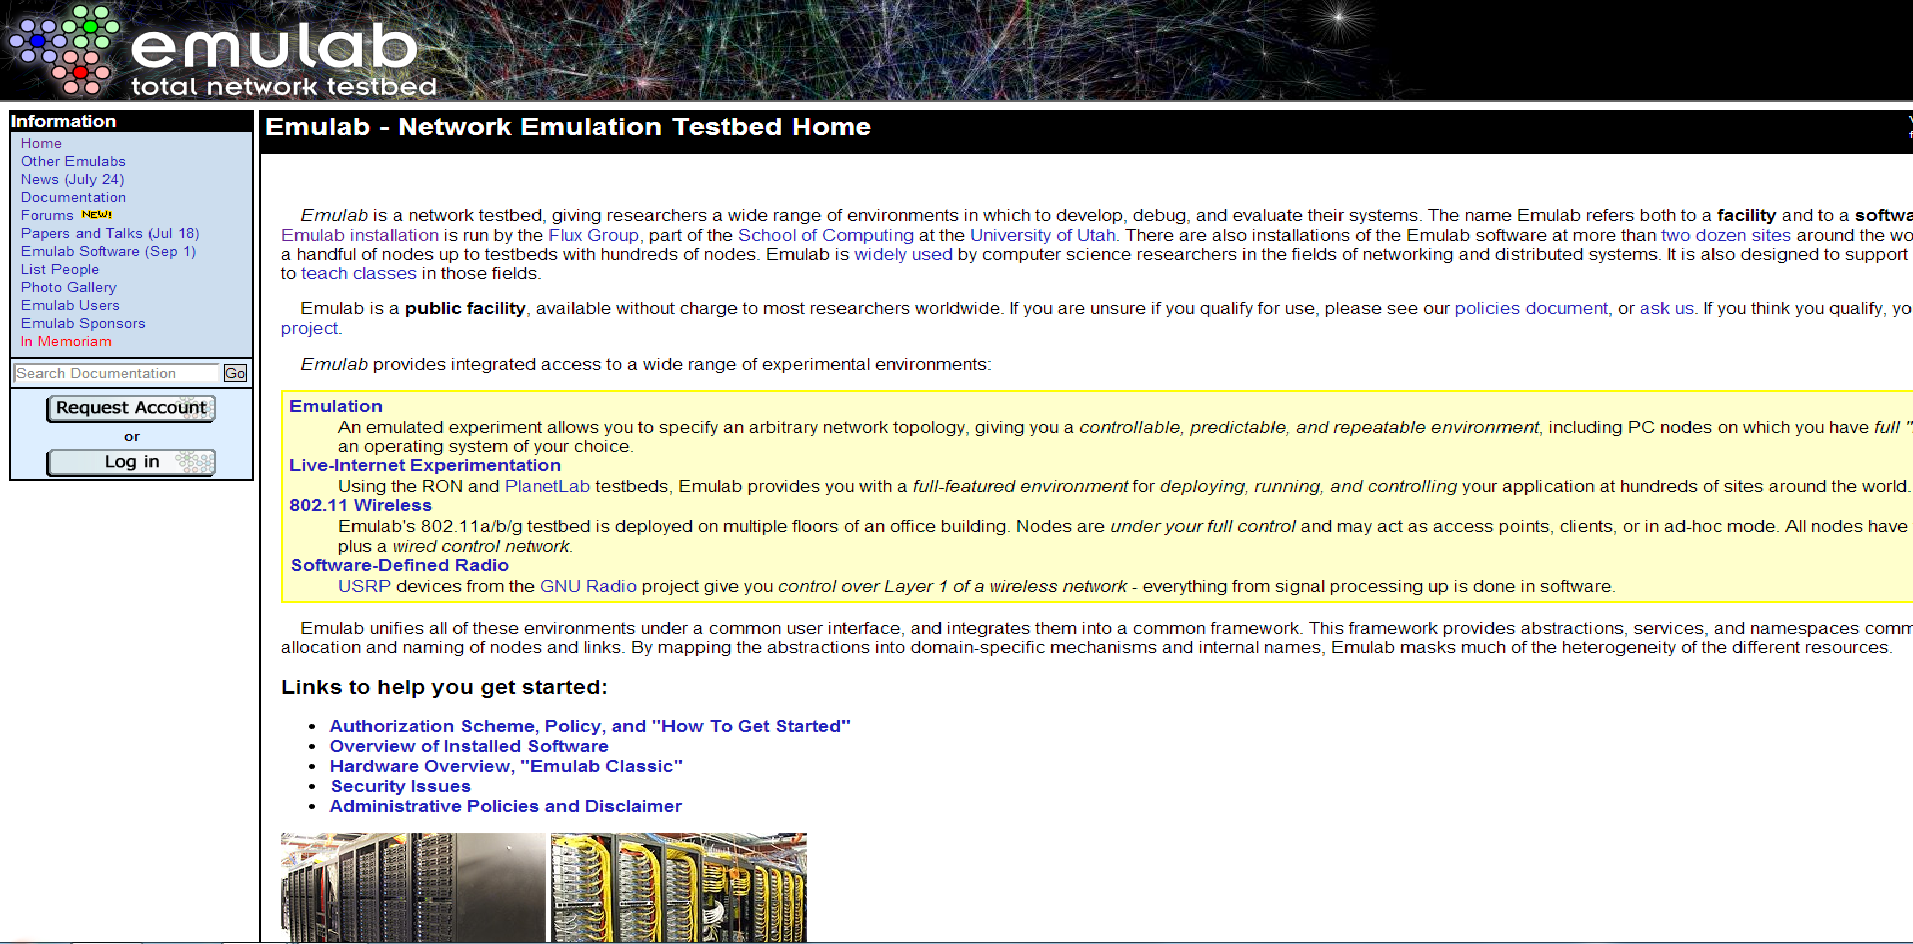 emulab
total network testbed
Information
Home
Other Emulabs
News (July 24)
Documentation
Forums NEW!
Papers and Talks (Jul 18)
Emulab Software (Sep 1)
List People
Photo Gallery
Emulab Users
Emulab Sponsors
In Memoriam
Search Documentation Go
Request Account
or
Log in
Emulab - Network Emulation Testbed Home
Emulab is a network testbed, giving researchers a wide range of environments in which to develop, debug, and evaluate their systems. The name Emulab refers both to a facility and to a softwa
Emulab installation is run by the Flux Group, part of the School of Computing at the University of Utah. There are also installations of the Emulab software at more than two dozen sites around the wo
a handful of nodes up to testbeds with hundreds of nodes. Emulab is widely used by computer science researchers in the fields of networking and distributed systems. It is also designed to support
to teach classes in those fields.
Emulab is a public facility, available without charge to most researchers worldwide. If you are unsure if you qualify for use, please see our policies document, or ask us. If you think you qualify, yo
project.
Emulab provides integrated access to a wide range of experimental environments:
Emulation
An emulated experiment allows you to specify an arbitrary network topology, giving you a controllable, predictable, and repeatable environment, including PC nodes on which you have full "
an operating system of your choice.
Live-Internet Experimentation
Using the RON and PlanetLab testbeds, Emulab provides you with a full-featured environment for deploying, running, and controlling your application at hundreds of sites around the world.
802.11 Wireless
Emulab's 802.11a/b/g testbed is deployed on multiple floors of an office building. Nodes are under your full control and may act as access points, clients, or in ad-hoc mode. All nodes have
plus a wired control network.
Software-Defined Radio
USRP devices from the GNU Radio project give you control over Layer 1 of a wireless network - everything from signal processing up is done in software.
Emulab unifies all of these environments under a common user interface, and integrates them into a common framework. This framework provides abstractions, services, and namespaces comm
allocation and naming of nodes and links. By mapping the abstractions into domain-specific mechanisms and internal names, Emulab masks much of the heterogeneity of the different resources.
Links to help you get started:
• Authorization Scheme, Policy, and "How To Get Started"
• Overview of Installed Software
• Hardware Overview, "Emulab Classic"
• Security Issues
• Administrative Policies and Disclaimer